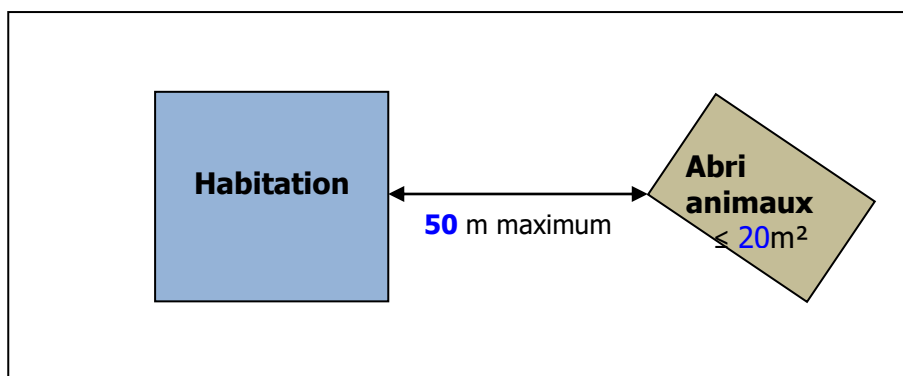 Habitation
50 m maximum
Abri
animaux
≤ 20m²